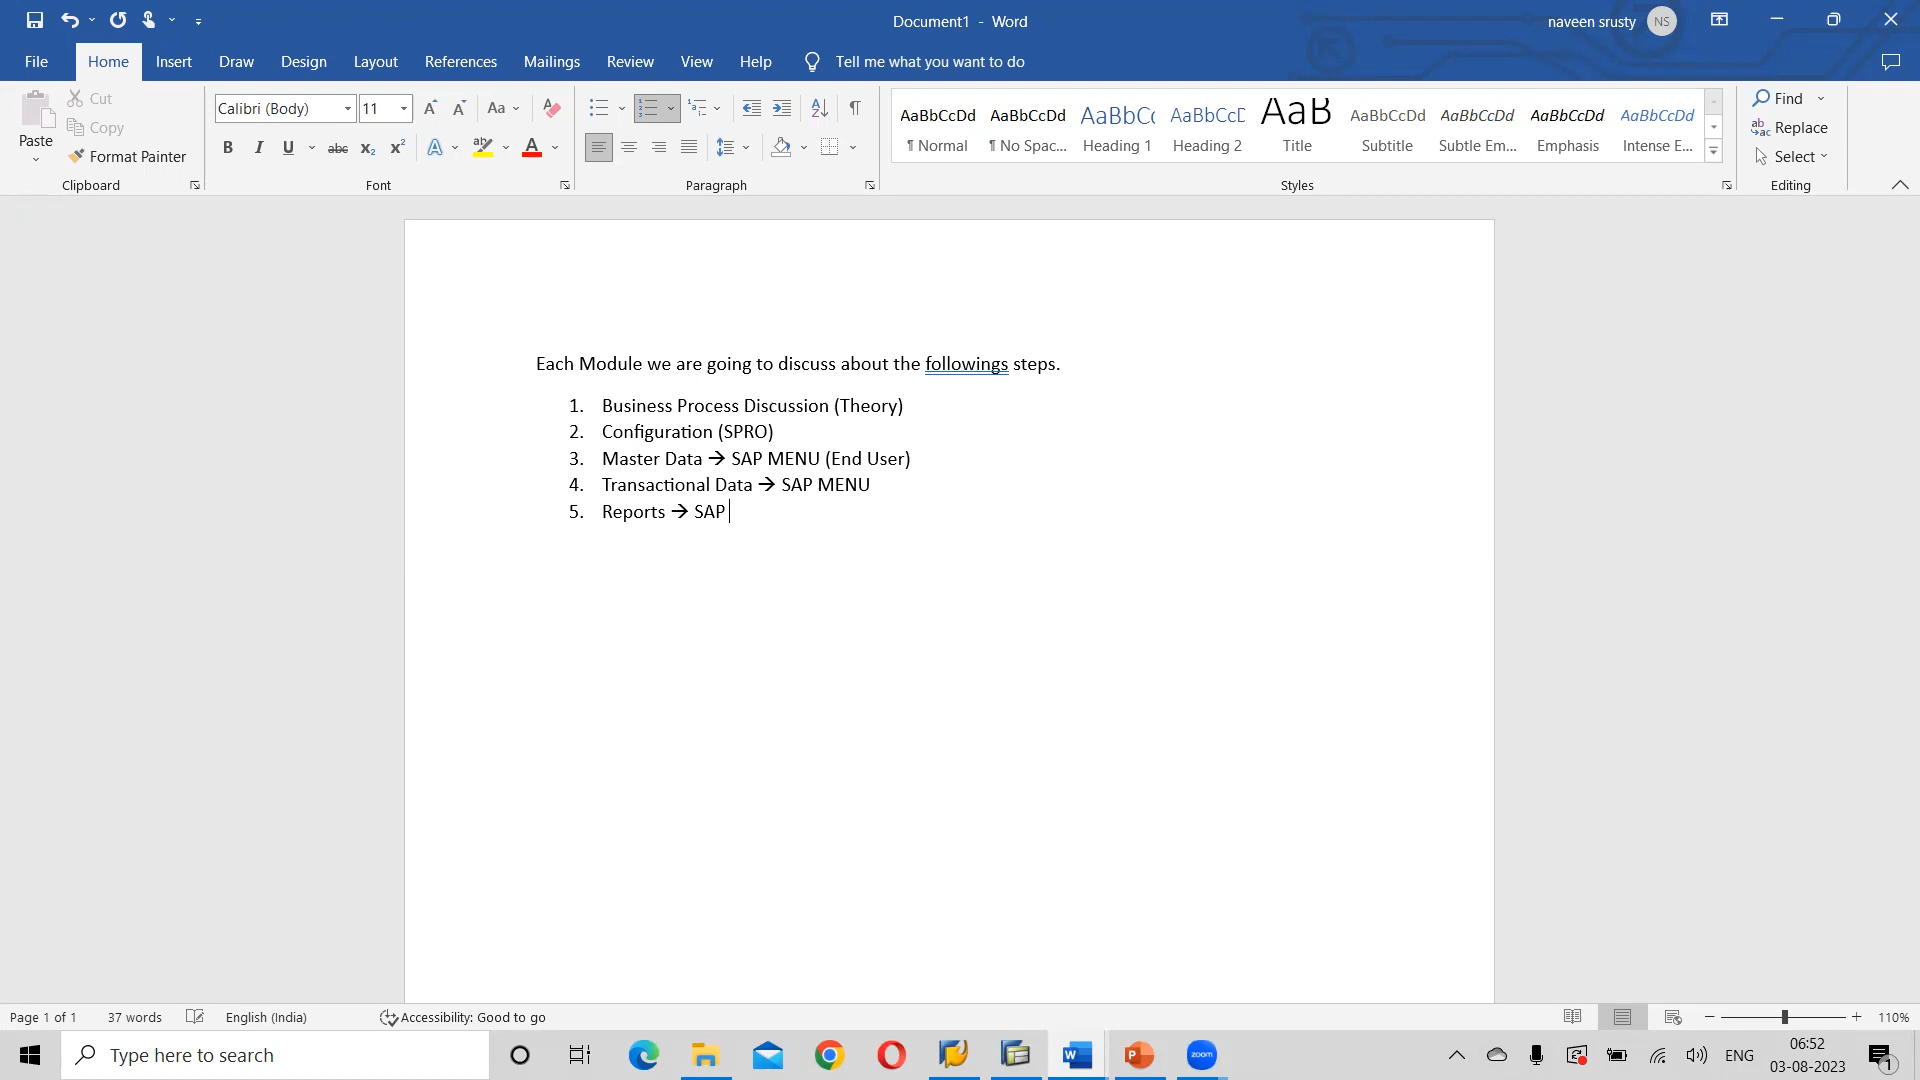 Document1 - Word
naveen srusty
NS
File Home Insert Draw Design Layout References Mailings Review View Help Tell me what you want to do
Paste
Cut
Copy
Format Painter
Clipboard
Calibri (Body) 11
Font
Paragraph
AaBbCcDd AaBbCcDd AaBbC AaBbCcD AaB AaBbCcDd AaBbCcDd AaBbCcDd AaBbCcDd
¶ Normal ¶ No Spac... Heading 1 Heading 2 Title Subtitle Subtle Em... Emphasis Intense E...
Styles
Find
Replace
Select
Editing
Each Module we are going to discuss about the followings steps.
1. Business Process Discussion (Theory)
2. Configuration (SPRO)
3. Master Data → SAP MENU (End User)
4. Transactional Data → SAP MENU
5. Reports → SAP
Page 1 of 1 37 words English (India) Accessibility: Good to go 110%
Type here to search
zoom
ENG
06:52
03-08-2023
1